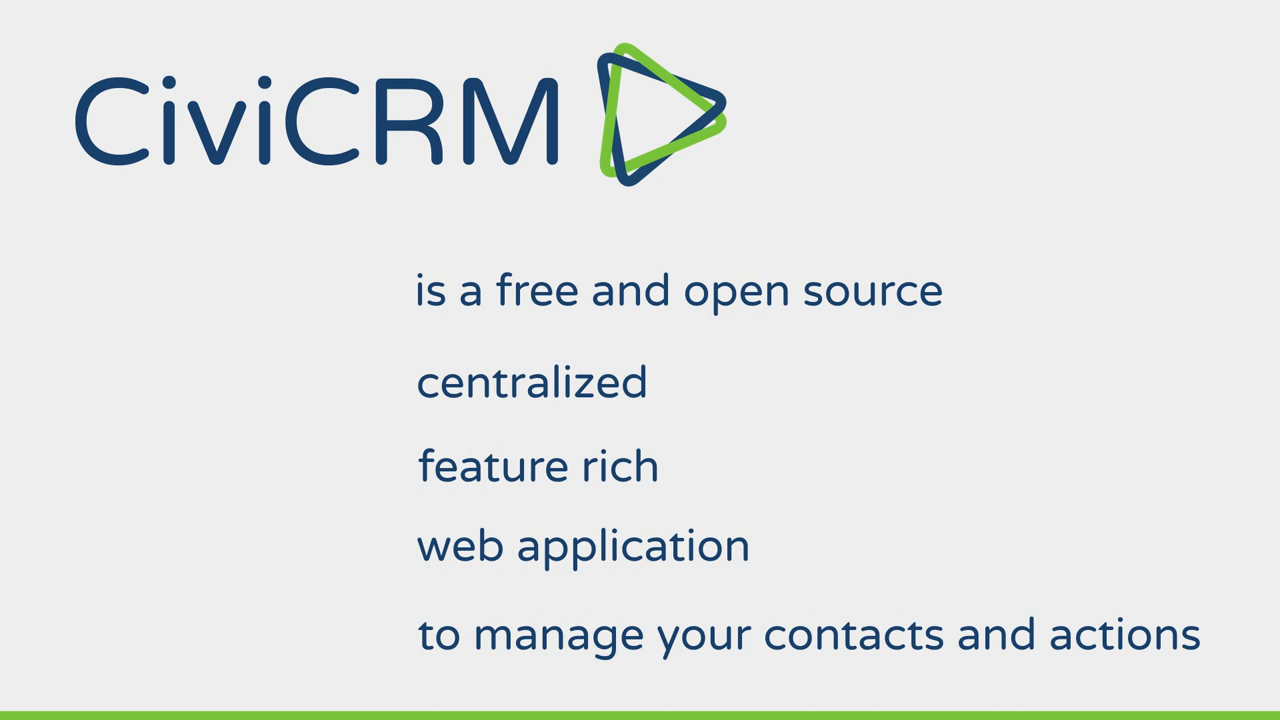 CiviCRM
is a free and open source
centralized
feature rich
web application
to manage your contacts and actions